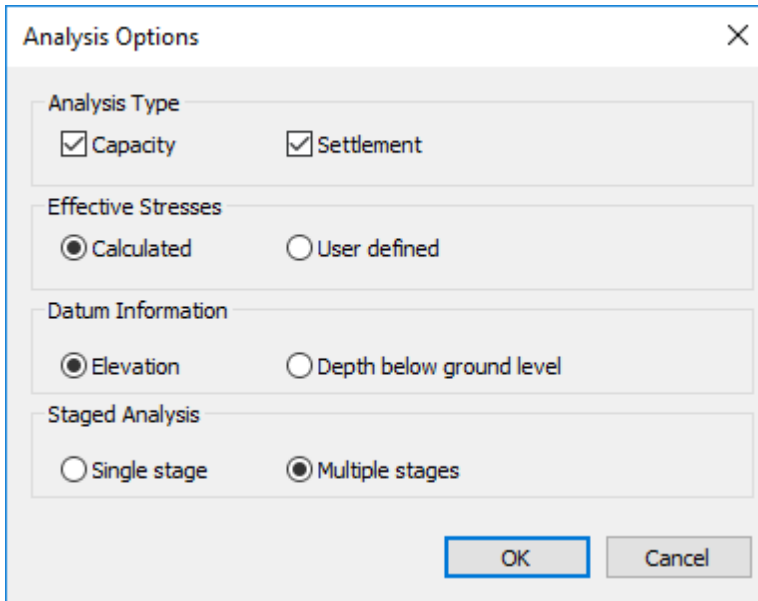 Analysis Options
Analysis Type
Capacity Settlement
Effective Stresses
Calculated User defined
Datum Information
Elevation Depth below ground level
Staged Analysis
Single stage Multiple stages
OK Cancel